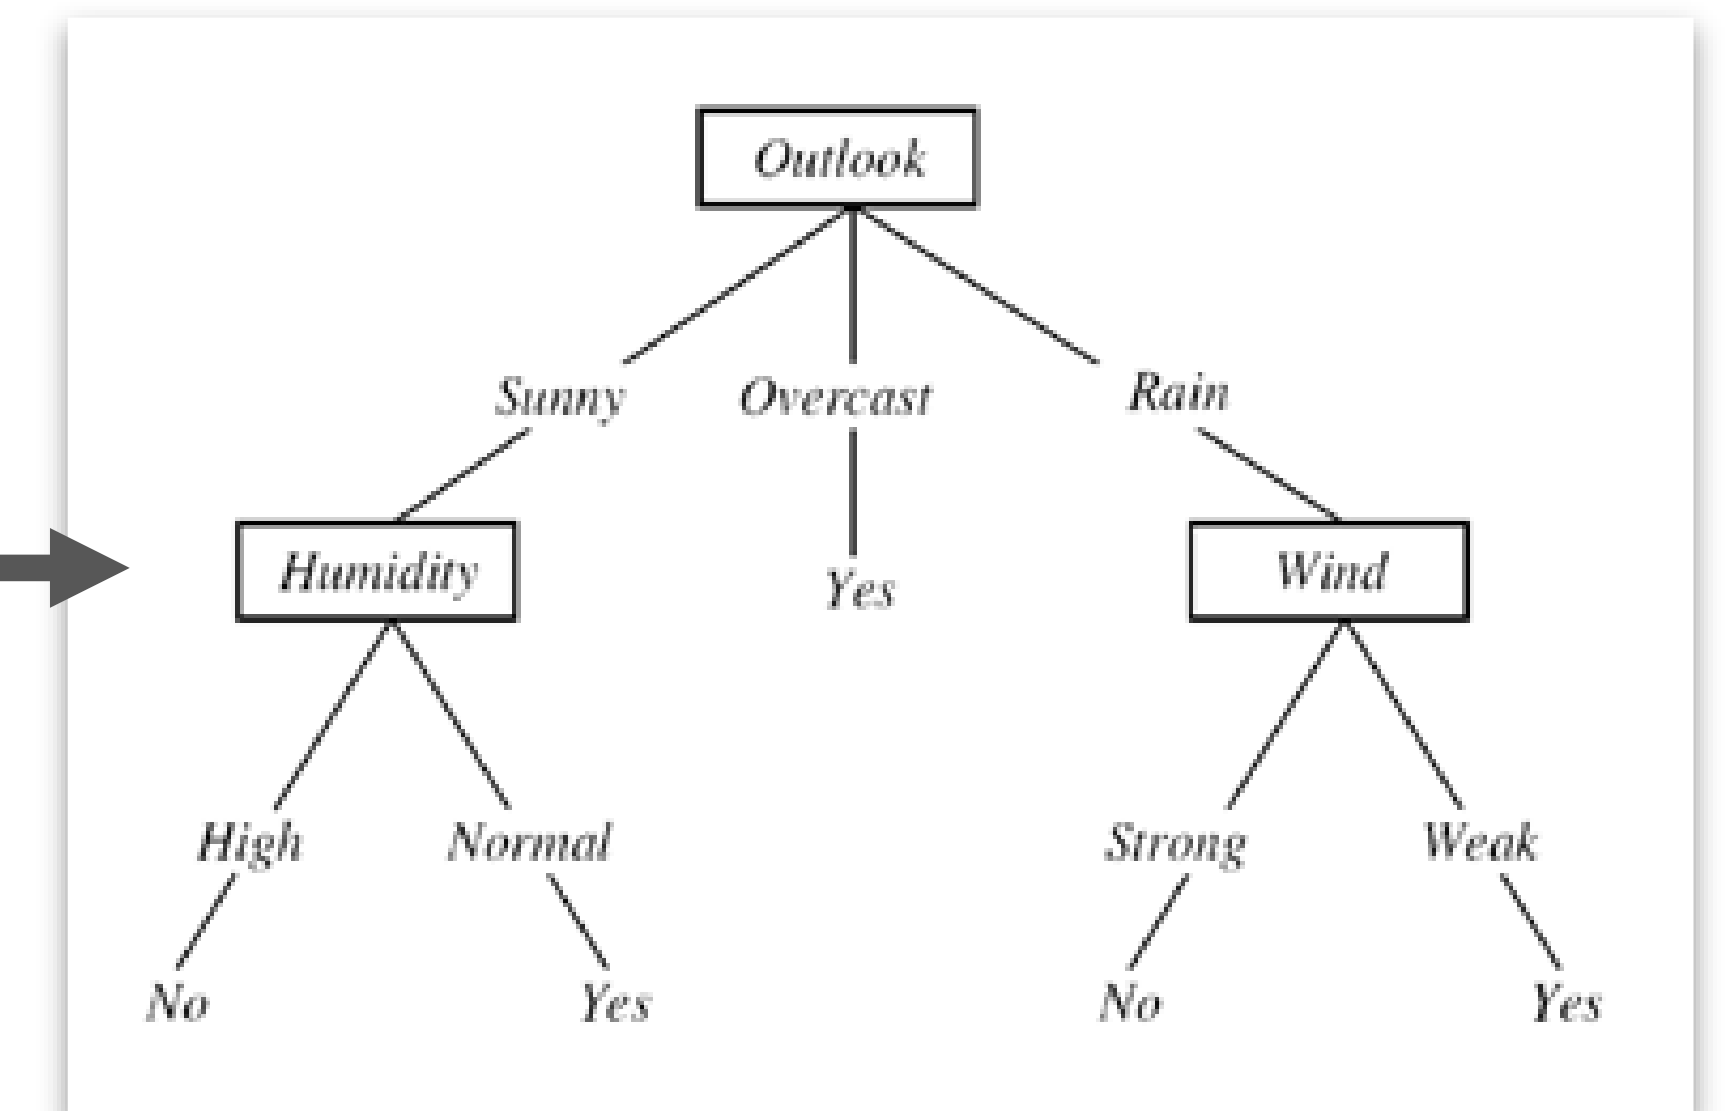 Outlook
Sunny Overcast Rain
Humidity Yes Wind
High Normal Strong Weak
No Yes No Yes